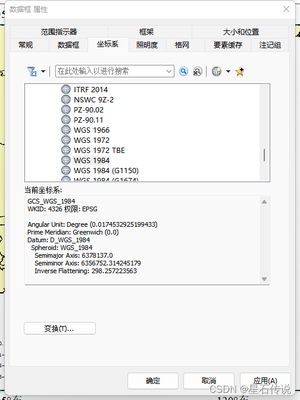 数据框 属性
范围指示器 框架 大小和位置
常规 数据框 坐标系 照明度 格网 要素缓存 注记组
在此处输入以进行搜索
ITRF 2014
NSWC 9Z-2
PZ-90.02
PZ-90.11
WGS 1966
WGS 1972
WGS 1972 TBE
WGS 1984
WGS 1984 (G1150)
WGS 1984 (G1674)
当前坐标系:
GCS_WGS_1984
WKID: 4326 权限: EPSG
Angular Unit: Degree (0.0174532925199433)
Prime Meridian: Greenwich (0.0)
Datum: D_WGS_1984
Spheroid: WGS_1984
Semimajor Axis: 6378137.0
Semiminor Axis: 6356752.314245179
Inverse Flattening: 298.257223563
变换(T)...
确定 取消 应用(A)
CSDN @星石传说